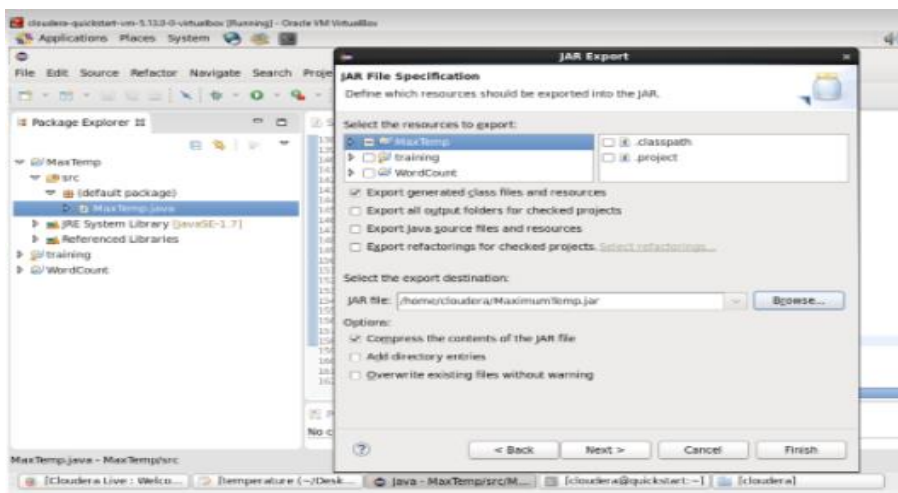 cloudera-quickstart-vm-5.13.0-0-virtualbox [Running] - Oracle VM VirtualBox
Applications Places System
File Edit Source Refactor Navigate Search Proje
Package Explorer
MaxTemp
src
(default package)
MaxTemp.java
JRE System Library [JavaSE-1.7]
Referenced Libraries
training
WordCount
JAR Export
JAR File Specification
Define which resources should be exported into the JAR.
Select the resources to export:
MaxTemp
training
WordCount
.classpath
.project
Export generated class files and resources
Export all output folders for checked projects
Export Java source files and resources
Export refactorings for checked projects. Select refactorings...
Select the export destination:
JAR file: /home/cloudera/MaximumTemp.jar
Browse...
Options:
Compress the contents of the JAR file
Add directory entries
Overwrite existing files without warning
No c
< Back Next > Cancel Finish
MaxTemp.java - MaxTemp/src
[Cloudera Live : Welco... [temperature (~/Desk... Java - MaxTemp/src/M... [cloudera@quickstart:~] [cloudera]